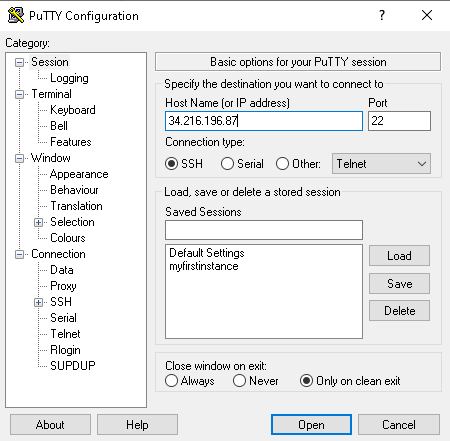 PuTTY Configuration
?
Category:
Session
Logging
Terminal
Keyboard
Bell
Features
Window
Appearance
Behaviour
Translation
Selection
Colours
Connection
Data
Proxy
SSH
Serial
Telnet
Rlogin
SUPDUP
Basic options for your PuTTY session
Specify the destination you want to connect to
Host Name (or IP address) Port
34.216.196.87 22
Connection type:
SSH Serial Other: Telnet
Load, save or delete a stored session
Saved Sessions
Default Settings
myfirstinstance
Load
Save
Delete
Close window on exit:
Always Never Only on clean exit
About Help Open Cancel